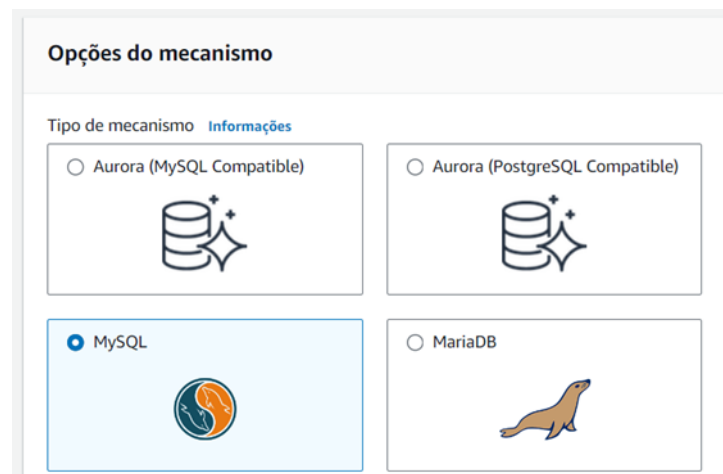 Opções do mecanismo
Tipo de mecanismo Informações
Aurora (MySQL Compatible)
Aurora (PostgreSQL Compatible)
MySQL
MariaDB